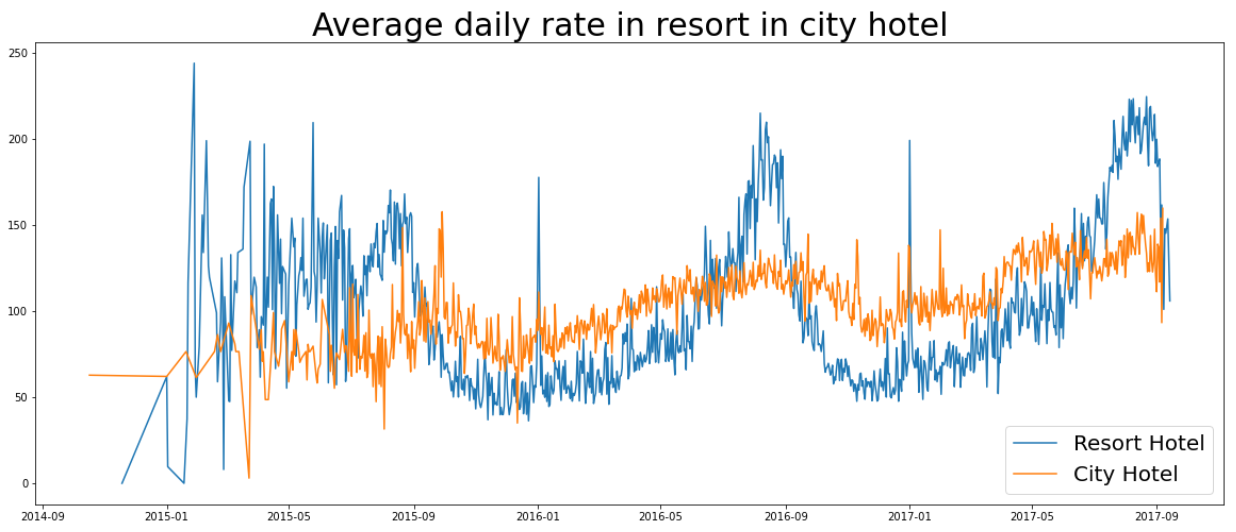 Average daily rate in resort in city hotel
250
200
150
100
50
0
2014-09 2015-01 2015-05 2015-09 2016-01 2016-05 2016-09 2017-01 2017-05 2017-09
Resort Hotel
City Hotel